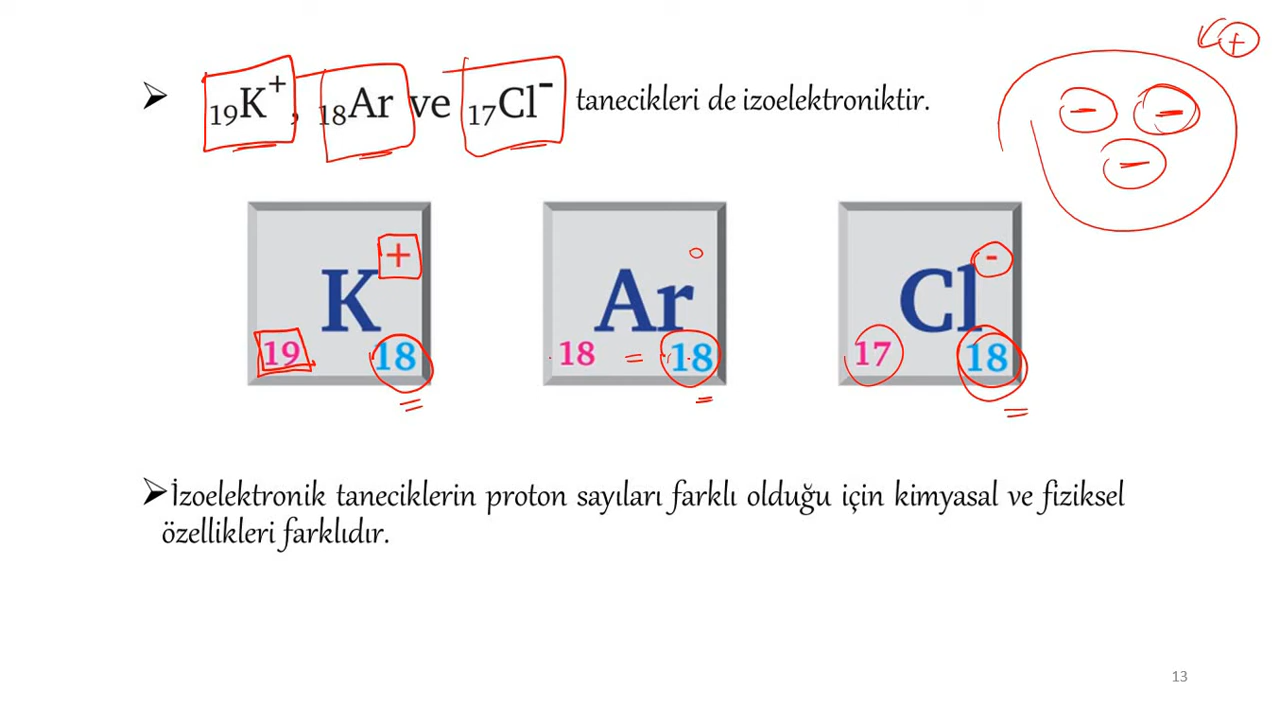 ➢ ₁₉K⁺, ₁₈Ar ve ₁₇Cl⁻ tanecikleri de izoelektroniktir.
+
- -
-
K +
19 18
Ar o
18 = 18
Cl -
17 18
= = =
➢İzoelektronik taneciklerin proton sayıları farklı olduğu için kimyasal ve fiziksel
özellikleri farklıdır.
13